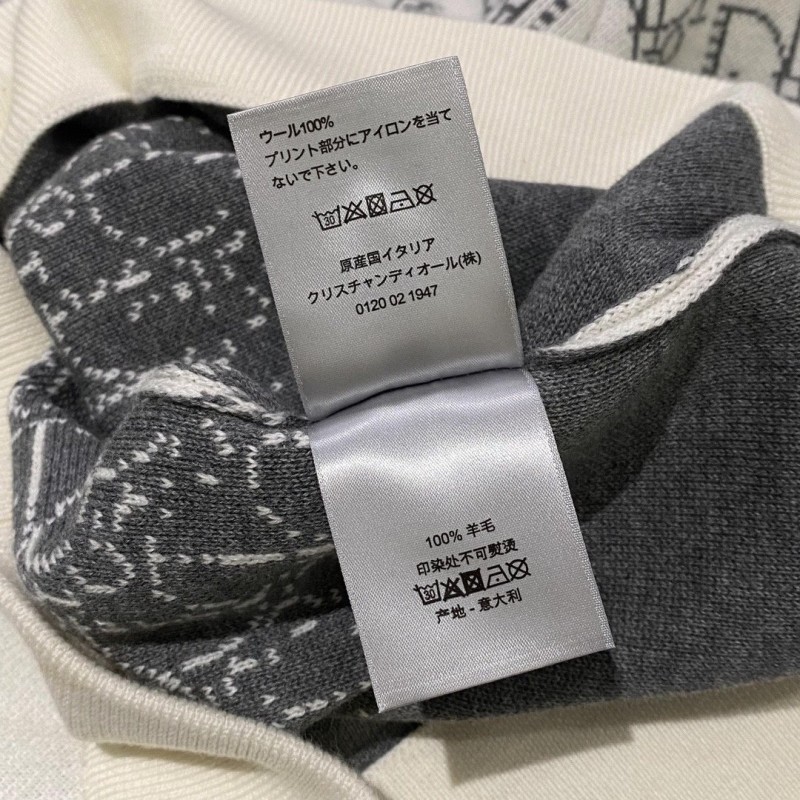 ウール100%
プリント部分にアイロンを当て
ないで下さい。
30
原産国イタリア
クリスチャンディオール(株)
0120 02 1947
100% 羊毛
印染处不可熨烫
30
产地 - 意大利